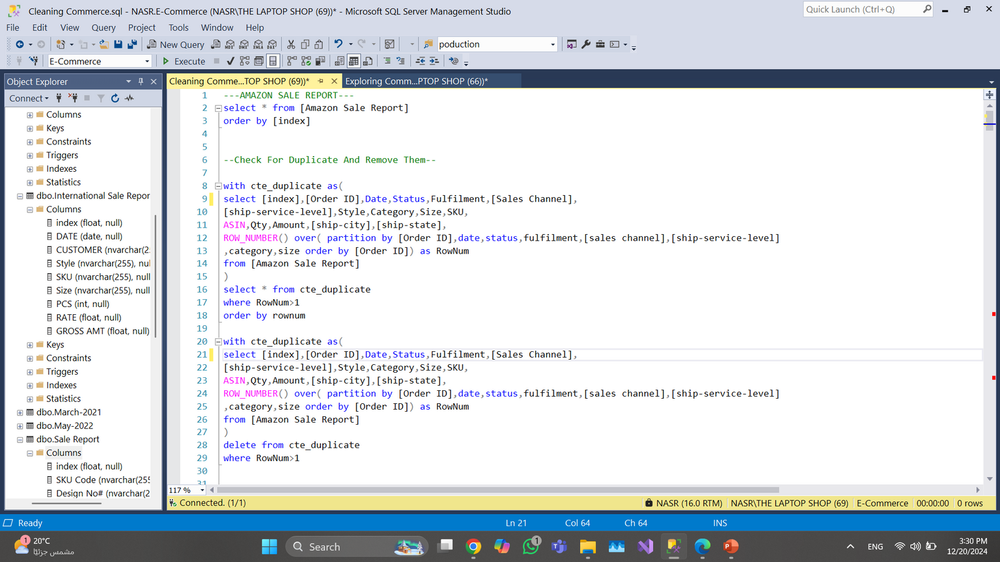 Cleaning Commerce.sql - NASR.E-Commerce (NASR\THE LAPTOP SHOP (69))* - Microsoft SQL Server Management Studio
Quick Launch (Ctrl+Q)
File Edit View Query Project Tools Window Help
New Query MDX DMX XMLA DAX poduction
E-Commerce Execute
Object Explorer
Cleaning Comme...TOP SHOP (69))* Exploring Comm...PTOP SHOP (66))*
Connect
Columns
Keys
Constraints
Triggers
Indexes
Statistics
dbo.International Sale Repor
Columns
index (float, null)
DATE (date, null)
CUSTOMER (nvarchar(2
Style (nvarchar(255), nul
SKU (nvarchar(255), null
Size (nvarchar(255), null
PCS (int, null)
RATE (float, null)
GROSS AMT (float, null)
Keys
Constraints
Triggers
Indexes
Statistics
dbo.March-2021
dbo.May-2022
dbo.Sale Report
Columns
index (float, null)
SKU Code (nvarchar(255
Design No# (nvarchar(2
1 ---AMAZON SALE REPORT---
2 select * from [Amazon Sale Report]
3 order by [index]
4
5
6 --Check For Duplicate And Remove Them--
7
8 with cte_duplicate as(
9 select [index],[Order ID],Date,Status,Fulfilment,[Sales Channel],
10 [ship-service-level],Style,Category,Size,SKU,
11 ASIN,Qty,Amount,[ship-city],[ship-state],
12 ROW_NUMBER() over( partition by [Order ID],date,status,fulfilment,[sales channel],[ship-service-level]
13 ,category,size order by [Order ID]) as RowNum
14 from [Amazon Sale Report]
15 )
16 select * from cte_duplicate
17 where RowNum>1
18 order by rownum
19
20 with cte_duplicate as(
21 select [index],[Order ID],Date,Status,Fulfilment,[Sales Channel],
22 [ship-service-level],Style,Category,Size,SKU,
23 ASIN,Qty,Amount,[ship-city],[ship-state],
24 ROW_NUMBER() over( partition by [Order ID],date,status,fulfilment,[sales channel],[ship-service-level]
25 ,category,size order by [Order ID]) as RowNum
26 from [Amazon Sale Report]
27 )
28 delete from cte_duplicate
29 where RowNum>1
30
31
117 %
Connected. (1/1) NASR (16.0 RTM) NASR\THE LAPTOP SHOP (69) E-Commerce 00:00:00 0 rows
Ready Ln 21 Col 64 Ch 64 INS
1 20°C
مشمس جزئيًا
Search
1
ENG
3:30 PM
12/20/2024